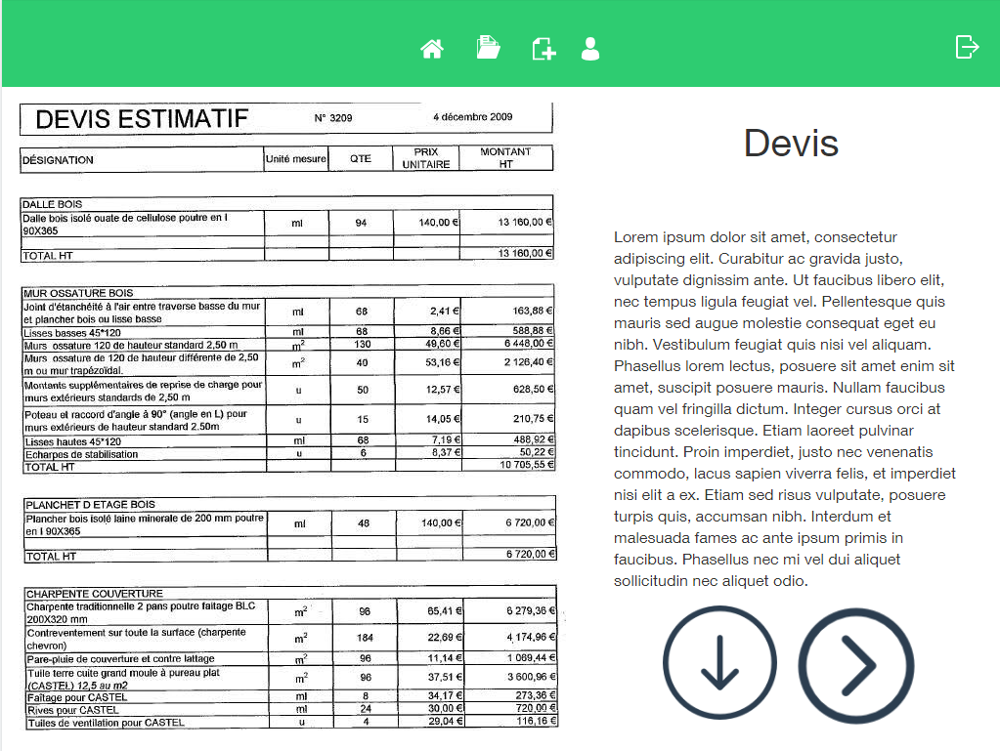 DEVIS ESTIMATIF N° 3209 4 décembre 2009
DÉSIGNATION Unité mesure QTE PRIX UNITAIRE MONTANT HT
DALLE BOIS
Dalle bois isolé ouate de cellulose poutre en I
90X365 ml 94 140,00 € 13 160,00 €
TOTAL HT 13 160,00 €
MUR OSSATURE BOIS
Joint d'étanchéité à l'air entre traverse basse du mur
et plancher bois ou lisse basse ml 68 2,41 € 163,88 €
Lisses basses 45*120 ml 68 8,66 € 588,88 €
Murs ossature 120 de hauteur standard 2,50 m m² 130 49,60 € 6 448,00 €
Murs ossature de 120 de hauteur différente de 2,50
m ou mur trapézoïdal. m² 40 53,16 € 2 126,40 €
Montants supplémentaires de reprise de charge pour
murs extérieurs standards de 2,50 m u 50 12,57 € 628,50 €
Poteau et raccord d'angle à 90° (angle en L) pour
murs extérieurs de hauteur standard 2.50m u 15 14,05 € 210,75 €
Lisses hautes 45*120 ml 68 7,19 € 488,92 €
Echarpes de stabilisation u 6 8,37 € 50,22 €
TOTAL HT 10 705,55 €
PLANCHET D ETAGE BOIS
Plancher bois isolé laine minerale de 200 mm poutre
en I 90X365 ml 48 140,00 € 6 720,00 €
TOTAL HT 6 720,00 €
CHARPENTE COUVERTURE
Charpente traditionnelle 2 pans poutre faitage BLC
200X320 mm m² 96 65,41 € 6 279,36 €
Contreventement sur toute la surface (charpente
chevron) m² 184 22,69 € 4 174,96 €
Pare-pluie de couverture et contre lattage m² 96 11,14 € 1 069,44 €
Tuile terre cuite grand moule à pureau plat
(CASTEL) 12,5 au m2 m² 96 37,51 € 3 600,96 €
Faîtage pour CASTEL ml 8 34,17 € 273,36 €
Rives pour CASTEL ml 24 30,00 € 720,00 €
Tuiles de ventilation pour CASTEL u 4 29,04 € 116,16 €
Devis
Lorem ipsum dolor sit amet, consectetur
adipiscing elit. Curabitur ac gravida justo,
vulputate dignissim ante. Ut faucibus libero elit,
nec tempus ligula feugiat vel. Pellentesque quis
mauris sed augue molestie consequat eget eu
nibh. Vestibulum feugiat quis nisi vel aliquam.
Phasellus lorem lectus, posuere sit amet enim sit
amet, suscipit posuere mauris. Nullam faucibus
quam vel fringilla dictum. Integer cursus orci at
dapibus scelerisque. Etiam laoreet pulvinar
tincidunt. Proin imperdiet, justo nec venenatis
commodo, lacus sapien viverra felis, et imperdiet
nisi elit a ex. Etiam sed risus vulputate, posuere
turpis quis, accumsan nibh. Interdum et
malesuada fames ac ante ipsum primis in
faucibus. Phasellus nec mi vel dui aliquet
sollicitudin nec aliquet odio.